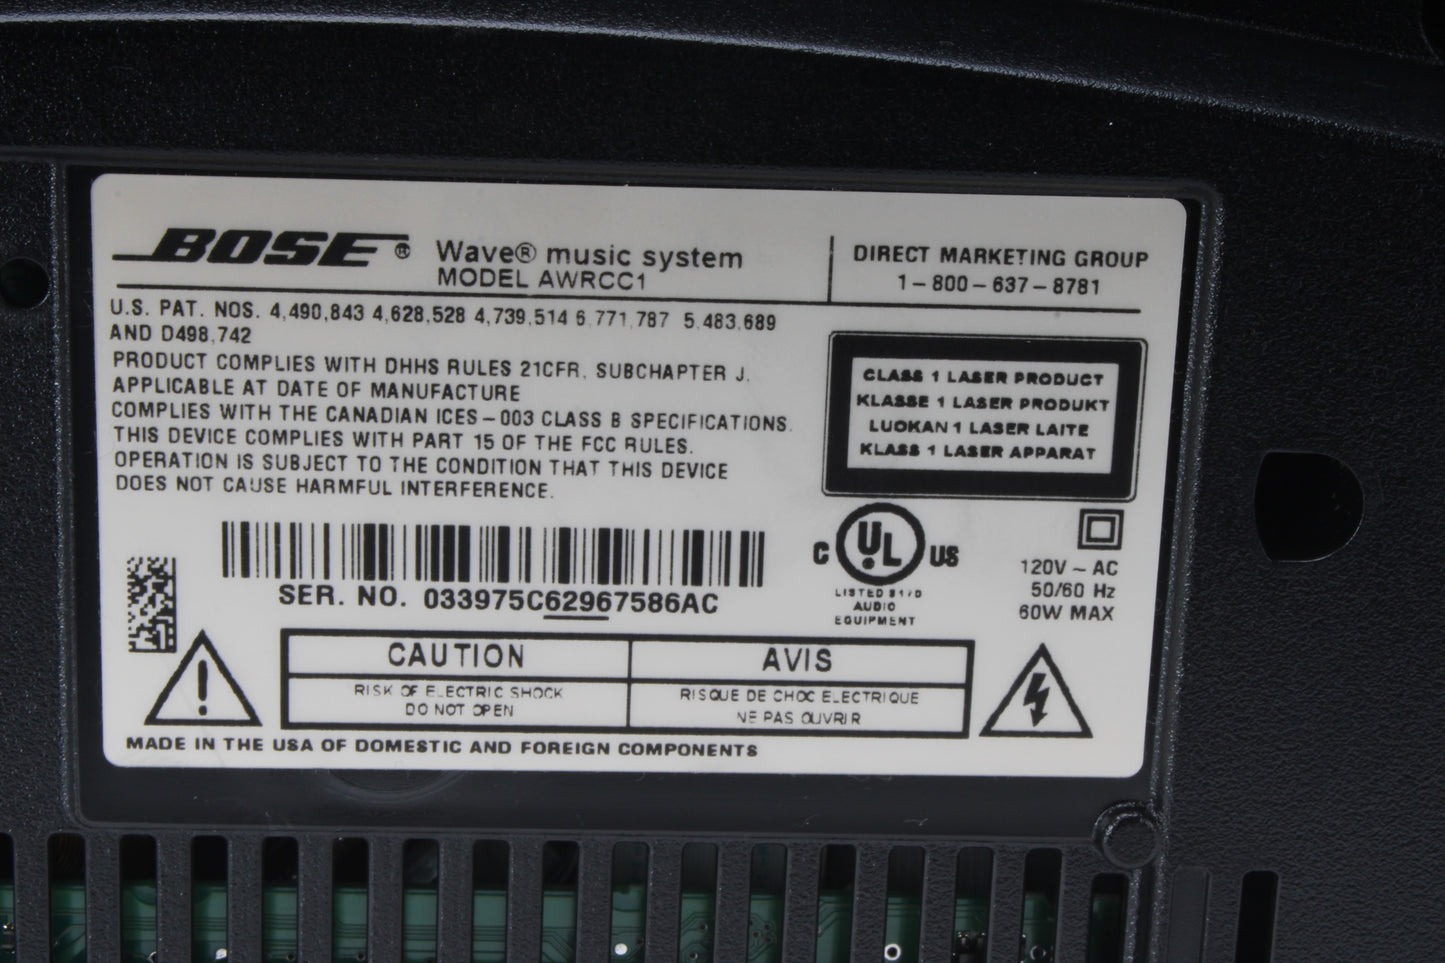 BOSE® Wave® music system
MODEL AWRCC1
DIRECT MARKETING GROUP
1-800-637-8781
U.S. PAT. NOS. 4,490,843 4,628,528 4,739,514 6,771,787 5,483,689
AND D498,742
PRODUCT COMPLIES WITH DHHS RULES 21CFR, SUBCHAPTER J,
APPLICABLE AT DATE OF MANUFACTURE
COMPLIES WITH THE CANADIAN ICES-003 CLASS B SPECIFICATIONS.
THIS DEVICE COMPLIES WITH PART 15 OF THE FCC RULES.
OPERATION IS SUBJECT TO THE CONDITION THAT THIS DEVICE
DOES NOT CAUSE HARMFUL INTERFERENCE.
CLASS 1 LASER PRODUCT
KLASSE 1 LASER PRODUKT
LUOKAN 1 LASER LAITE
KLASS 1 LASER APPARAT
SER. NO. 033975C62967586AC
C UL US
LISTED
AUDIO
EQUIPMENT
120V ~ AC
50/60 Hz
60W MAX
CAUTION
RISK OF ELECTRIC SHOCK
DO NOT OPEN
AVIS
RISQUE DE CHOC ELECTRIQUE
NE PAS OUVRIR
MADE IN THE USA OF DOMESTIC AND FOREIGN COMPONENTS